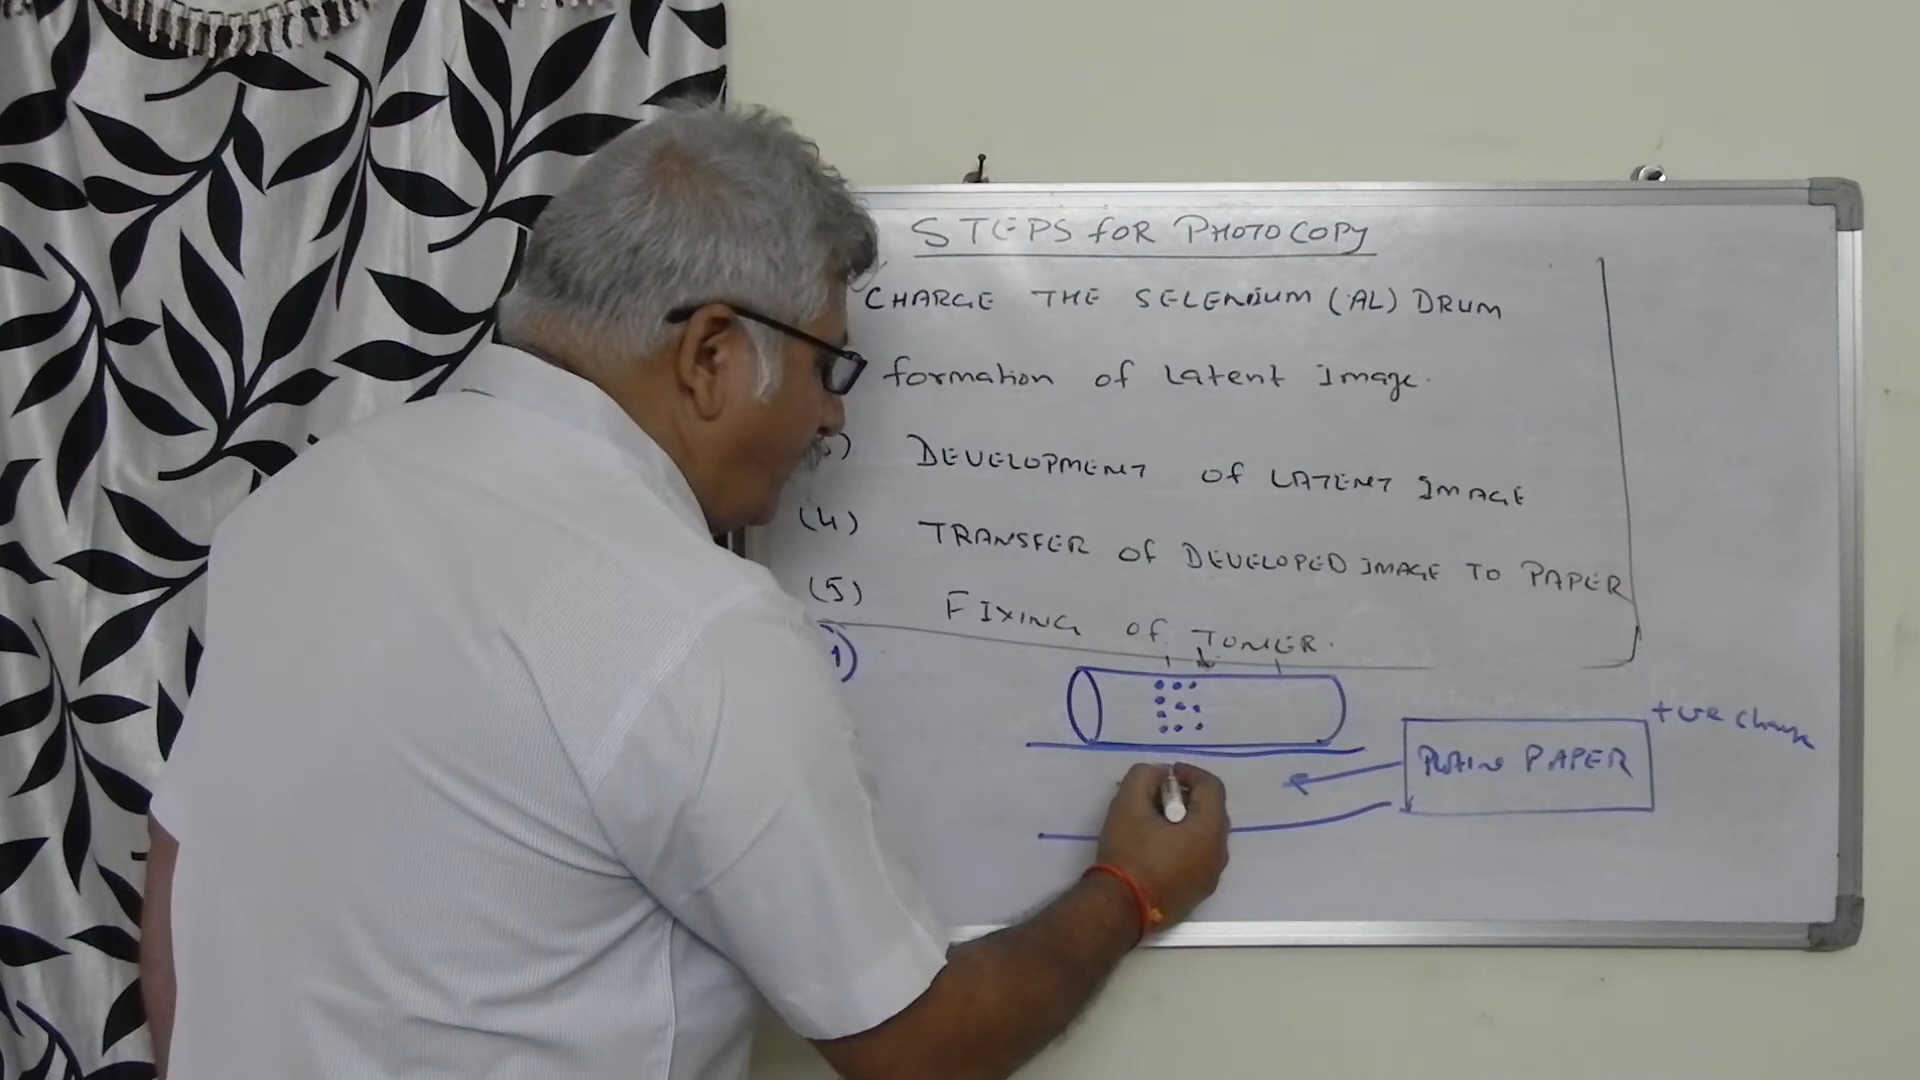 STEPS FOR PHOTOCOPY
CHARGE THE SELENIUM (AL) DRUM
formation of Latent Image.
) DEVELOPMENT of LATENT IMAGE
(4) TRANSFER of DEVELOPED IMAGE TO PAPER
(5) FIXING OF TONER.
1)
+ve charge
PLAIN PAPER